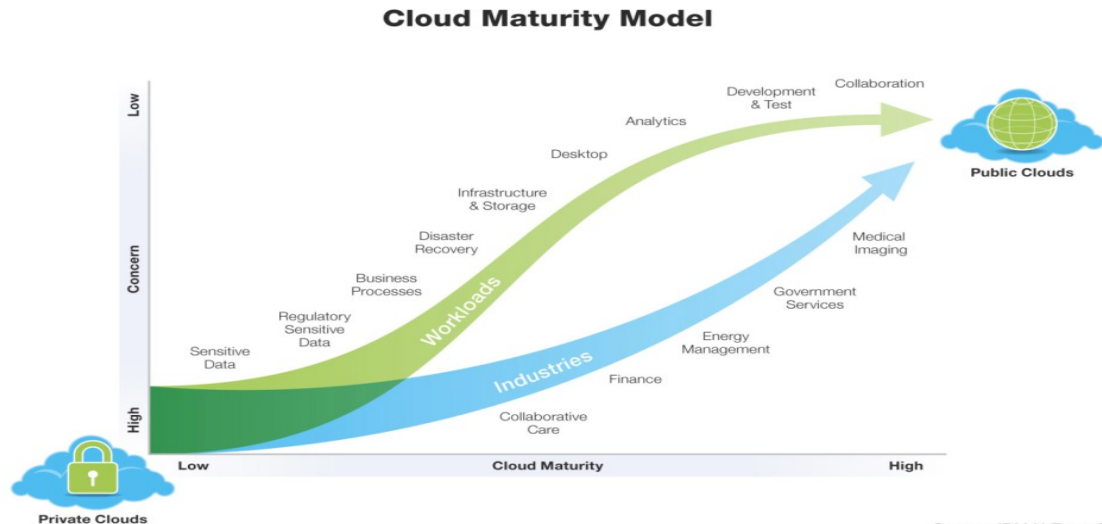 Cloud Maturity Model
Low
Concern
High
Collaboration
Development
& Test
Analytics
Desktop
Infrastructure
& Storage
Disaster
Recovery
Business
Processes
Regulatory
Sensitive
Data
Sensitive
Data
Workloads
Industries
Public Clouds
Medical
Imaging
Government
Services
Energy
Management
Finance
Collaborative
Care
Low
Cloud Maturity
High
Private Clouds